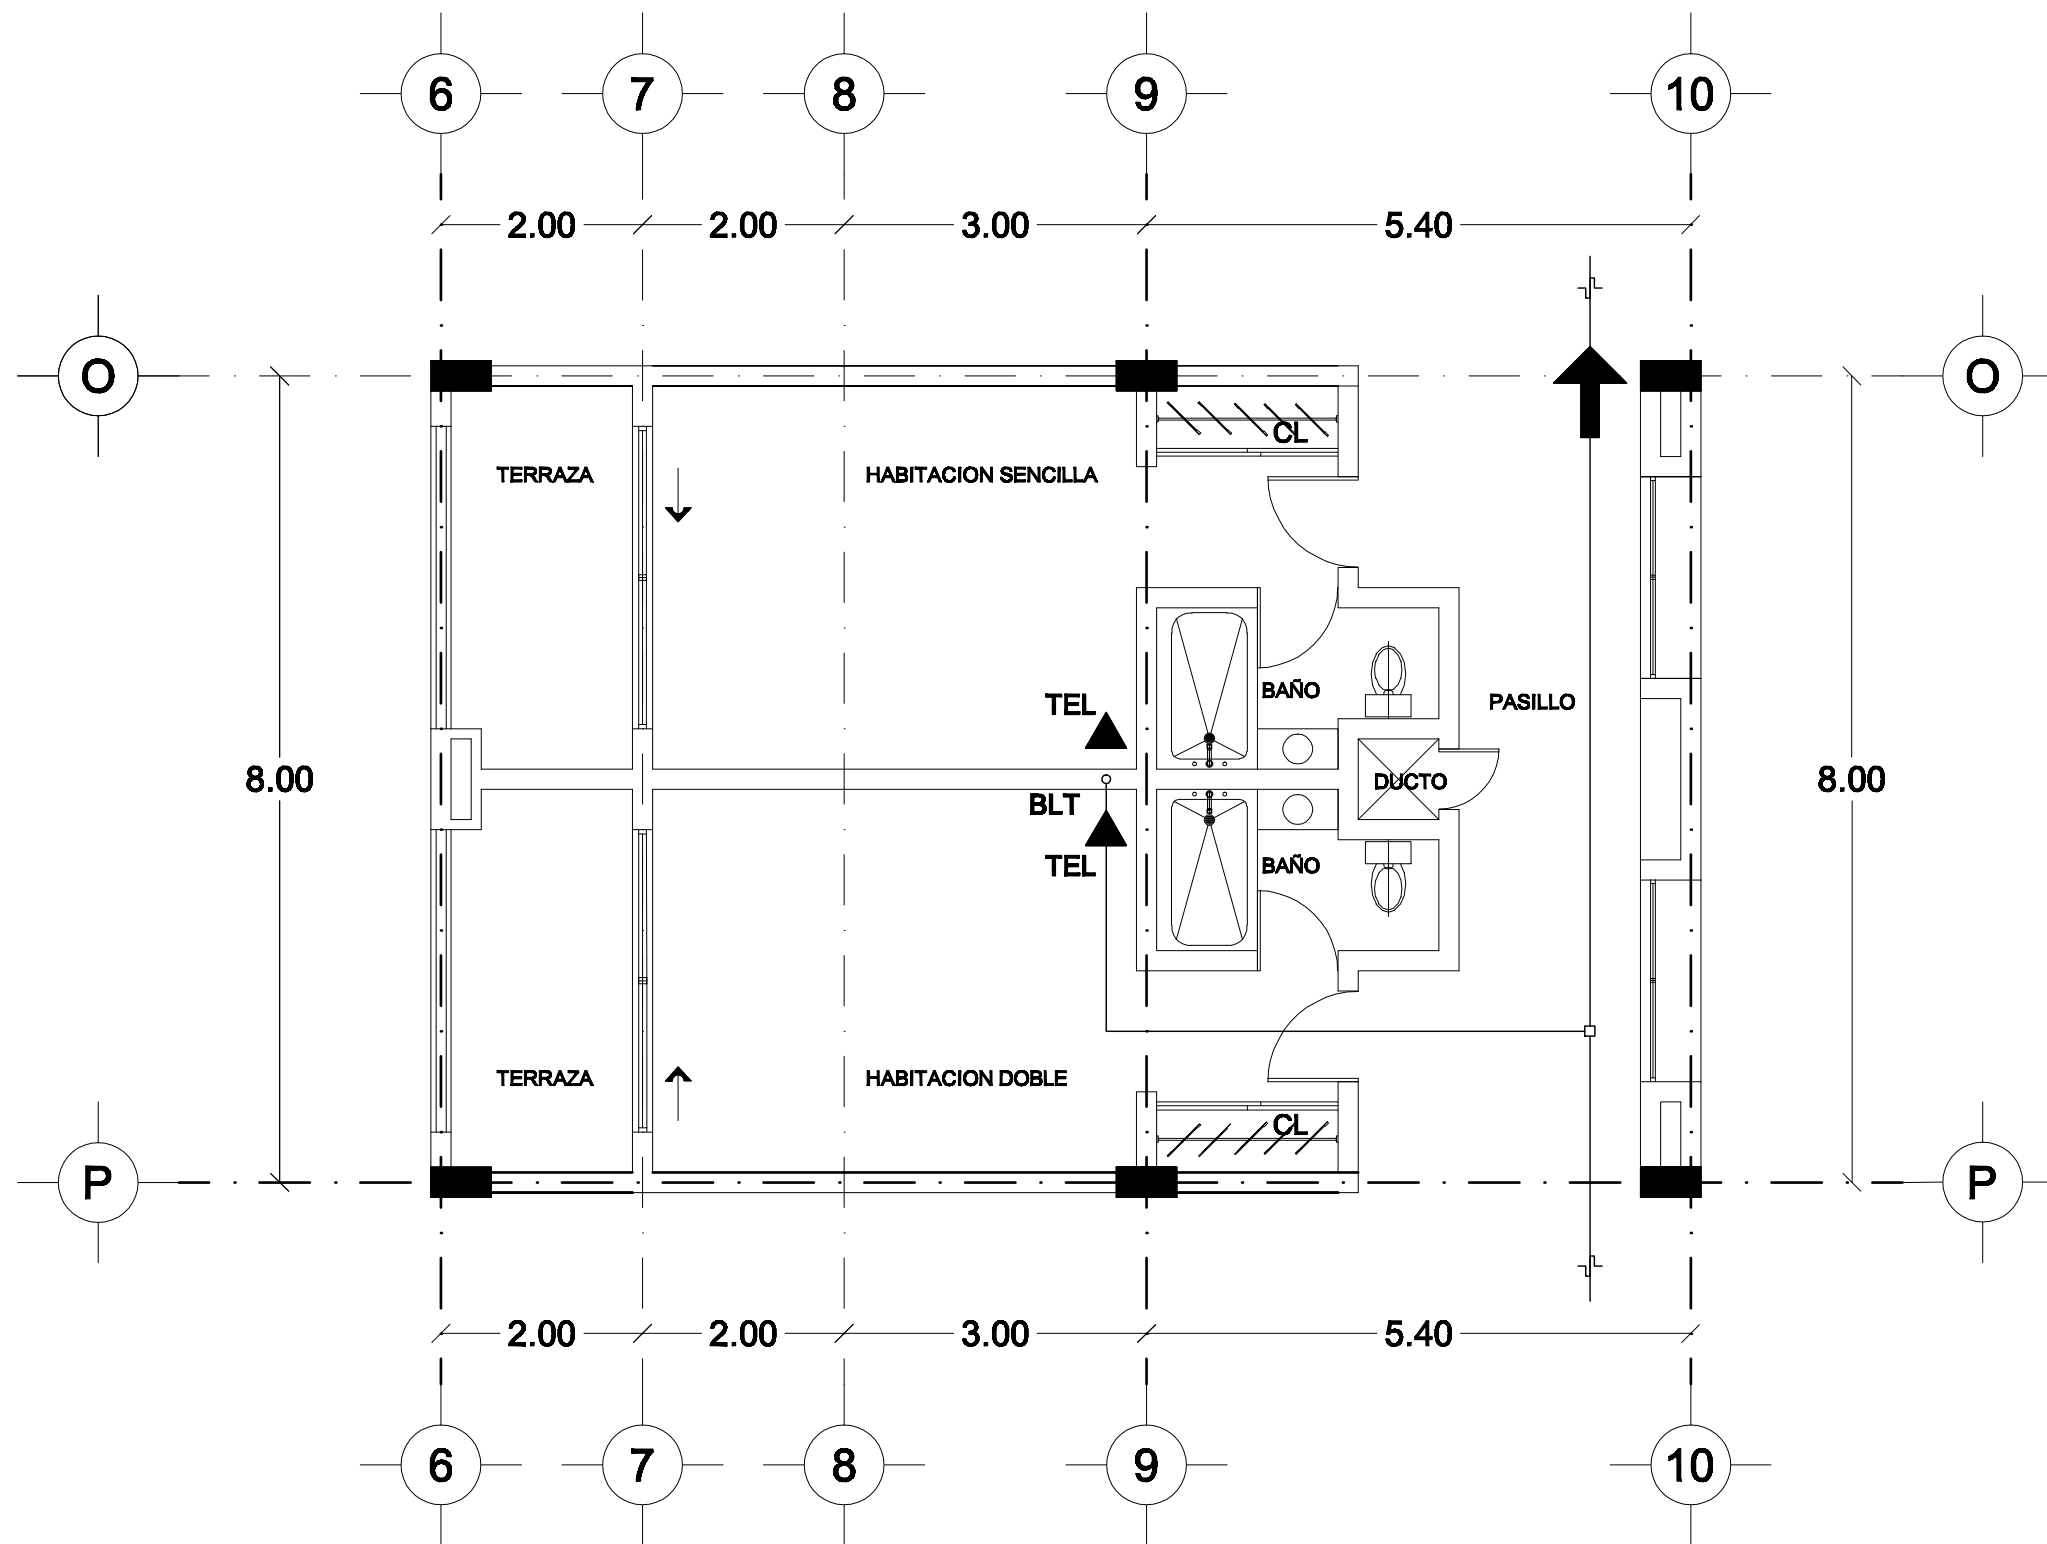 6 7 8 9 10
2.00 2.00 3.00 5.40
O O
CL
TERRAZA HABITACION SENCILLA
BAÑO
TEL PASILLO
8.00 DUCTO 8.00
BLT
TEL BAÑO
TERRAZA HABITACION DOBLE
CL
P P
2.00 2.00 3.00 5.40
6 7 8 9 10